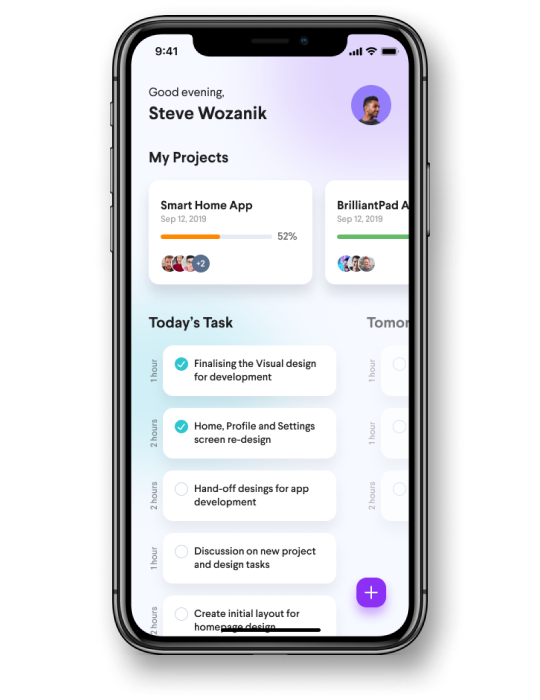 9:41
Good evening,
Steve Wozanik
My Projects
Smart Home App
Sep 12, 2019
52%
+2
BrilliantPad A
Sep 12, 2019
Today's Task
Tomor
1 hour
Finalising the Visual design
for development
1 hour
2 hours
Home, Profile and Settings
screen re-design
1 hour
2 hours
Hand-off desings for app
development
2 hours
1 hour
Discussion on new project
and design tasks
2 hours
Create initial layout for
homepage design